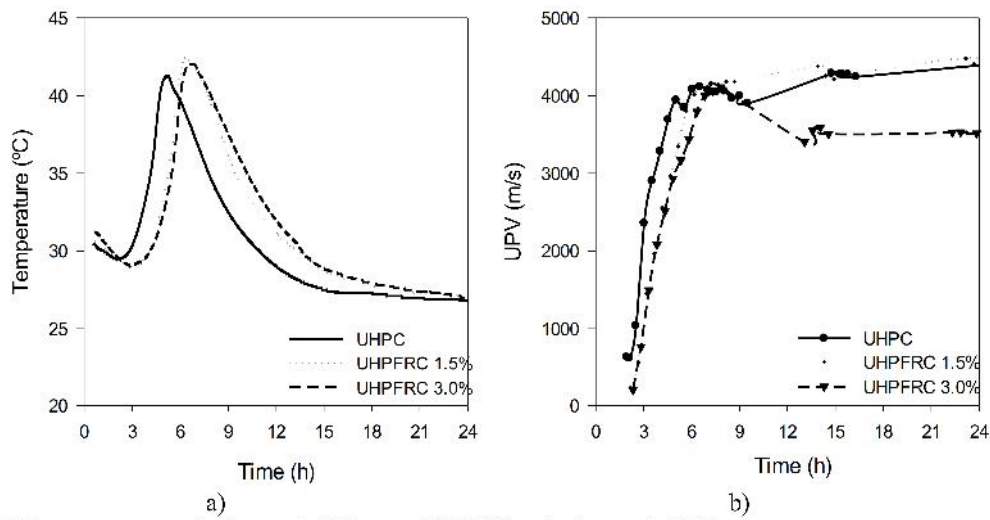 45
40
35
30
25
20
Temperature (ºC)
UHPC
UHPFRC 1.5%
UHPFRC 3.0%
0 3 6 9 12 15 18 21 24
Time (h)
a)
5000
4000
3000
2000
1000
0
UPV (m/s)
UHPC
UHPFRC 1.5%
UHPFRC 3.0%
0 3 6 9 12 15 18 21 24
Time (h)
b)